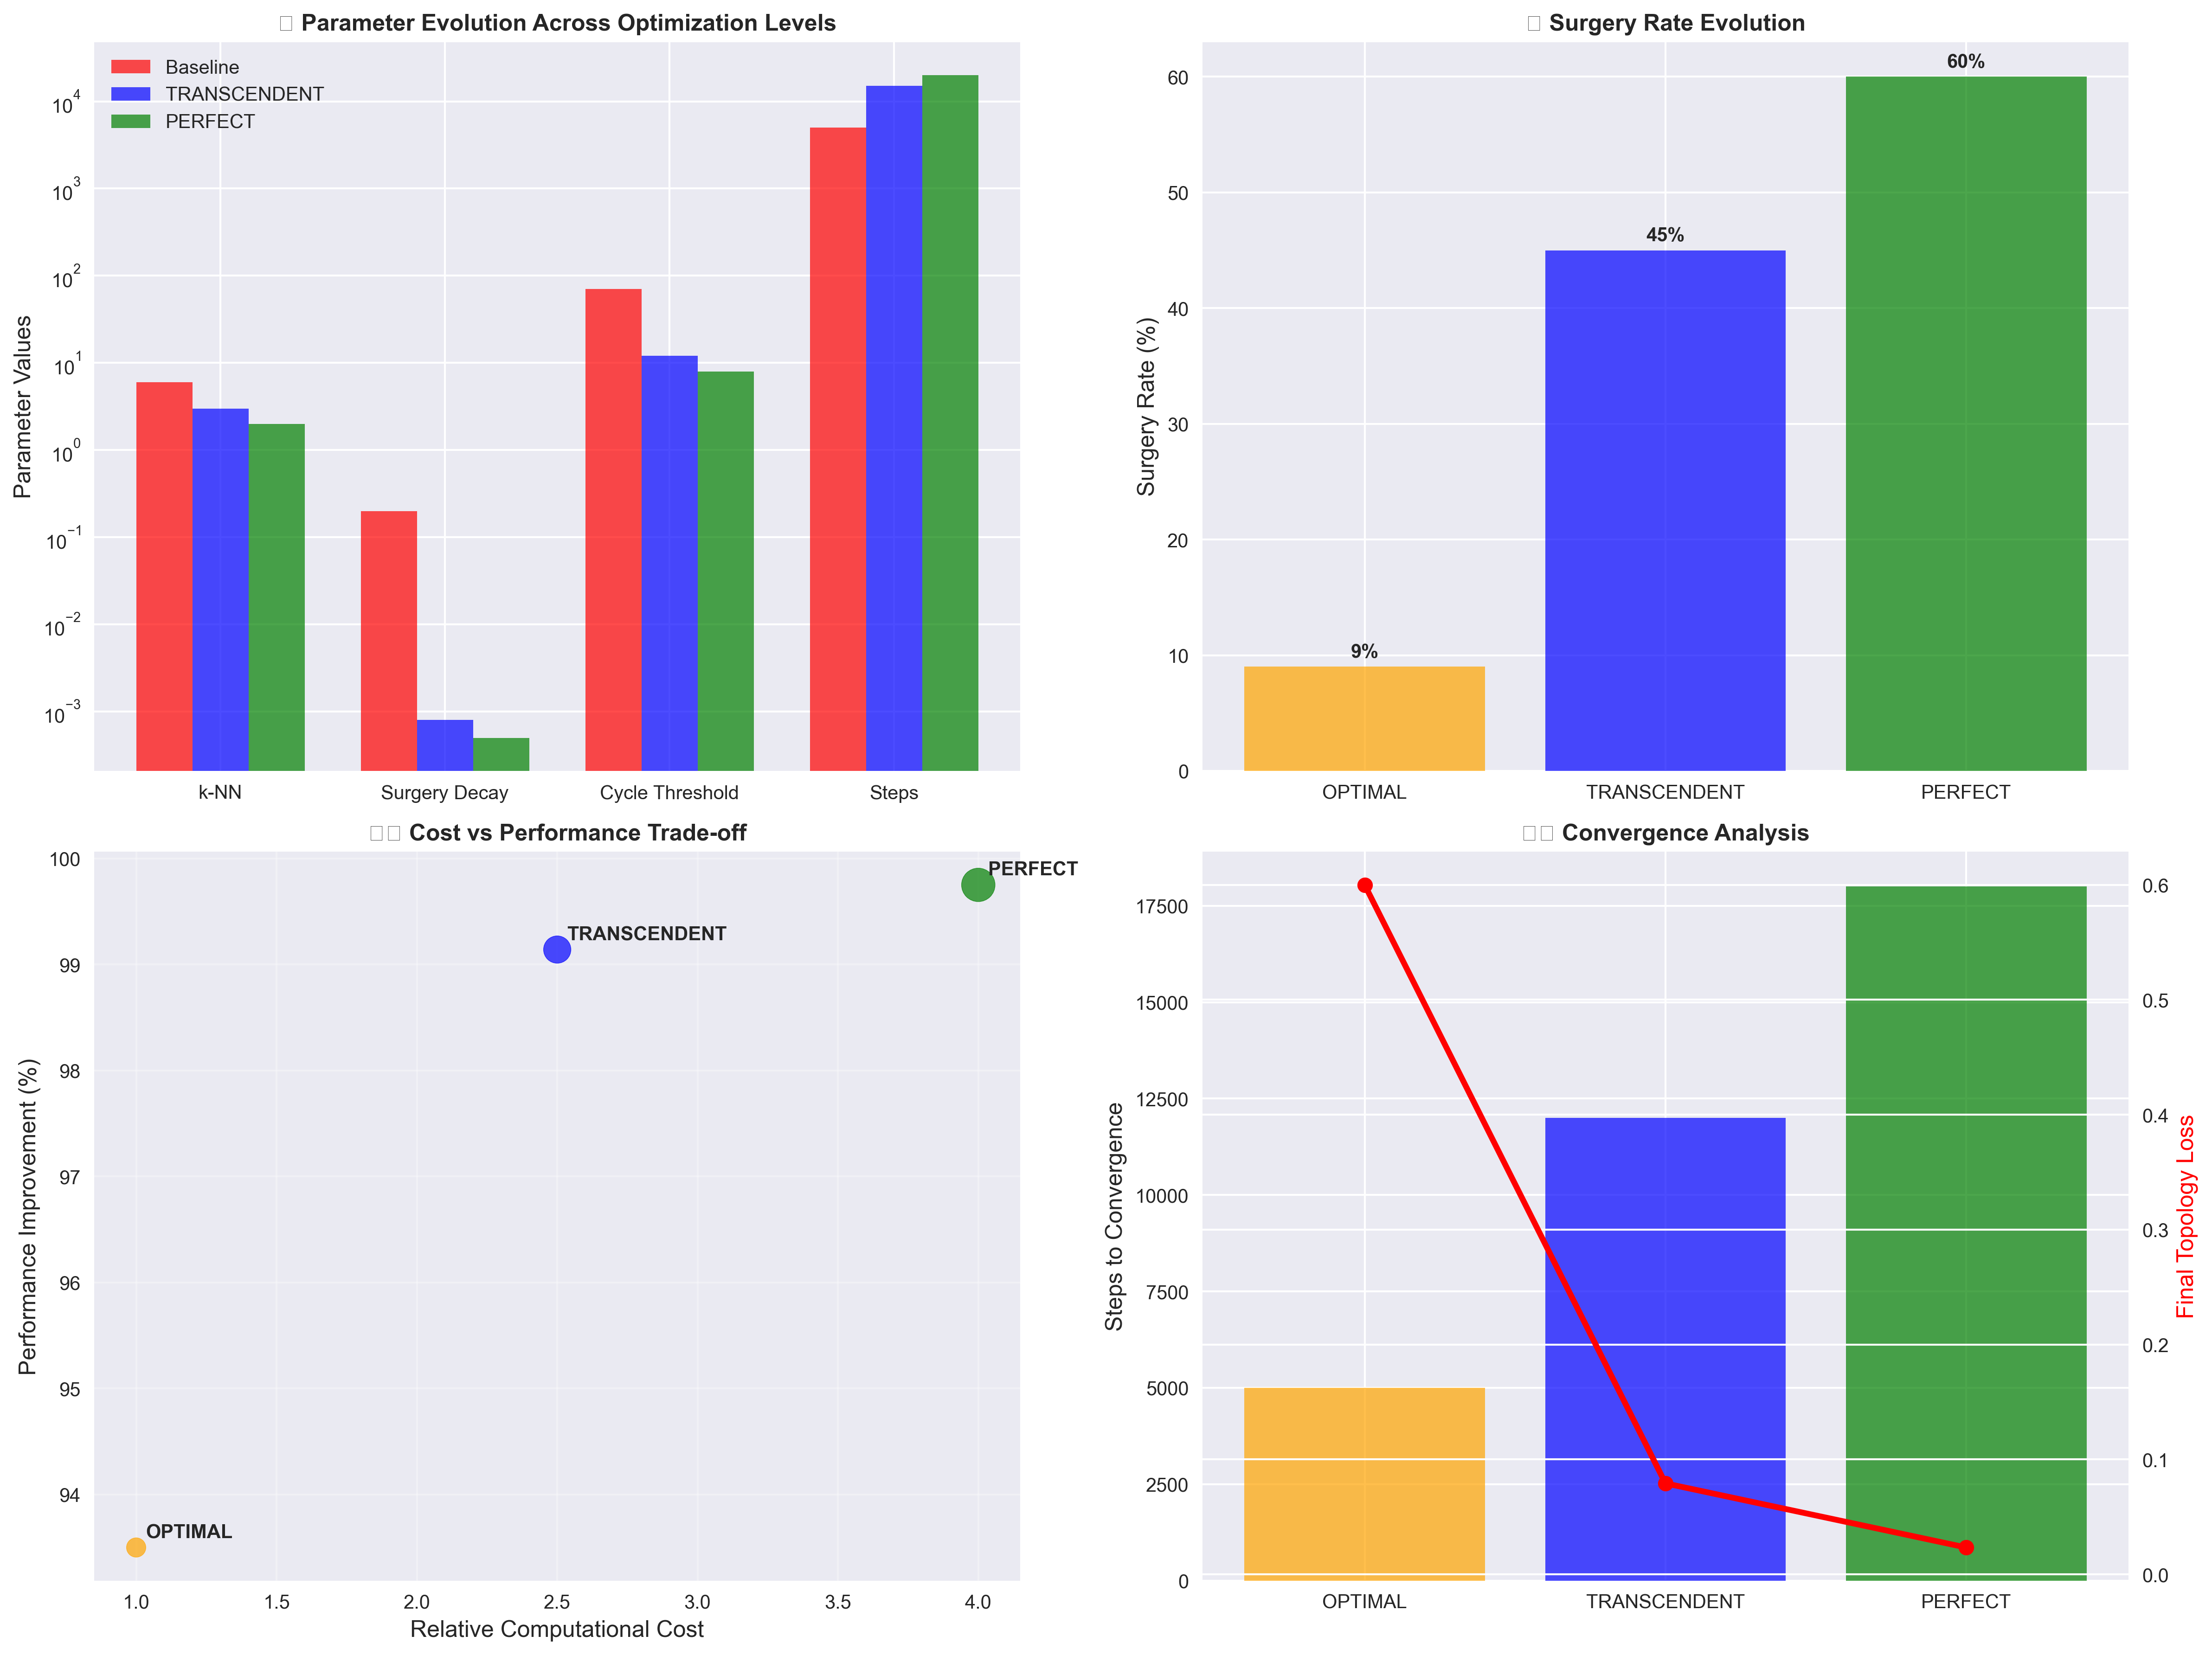 Parameter Evolution Across Optimization Levels
Baseline
TRANSCENDENT
PERFECT
Parameter Values
10^4
10^3
10^2
10^1
10^0
10^−1
10^−2
10^−3
k-NN
Surgery Decay
Cycle Threshold
Steps
Surgery Rate Evolution
Surgery Rate (%)
60
50
40
30
20
10
0
9%
45%
60%
OPTIMAL
TRANSCENDENT
PERFECT
Cost vs Performance Trade-off
Performance Improvement (%)
100
99
98
97
96
95
94
PERFECT
TRANSCENDENT
OPTIMAL
1.0
1.5
2.0
2.5
3.0
3.5
4.0
Relative Computational Cost
Convergence Analysis
Steps to Convergence
17500
15000
12500
10000
7500
5000
2500
0
OPTIMAL
TRANSCENDENT
PERFECT
0.6
0.5
0.4
0.3
0.2
0.1
0.0
Final Topology Loss